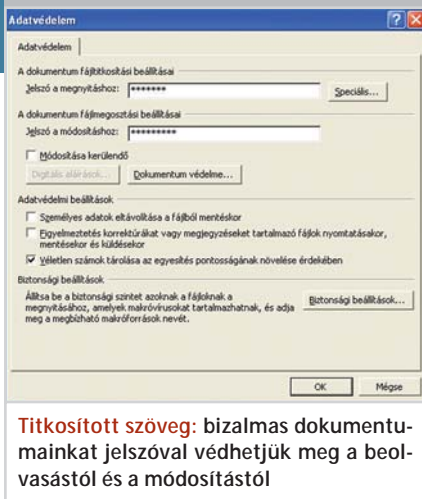 Adatvédelem
Adatvédelem
A dokumentum fájltitkosítási beállításai
Jelszó a megnyitáshoz: *******
Speciális...
A dokumentum fájlmegosztási beállításai
Jelszó a módosításhoz: *********
Módosítása kerülendő
Digitális aláírások...
Dokumentum védelme...
Adatvédelmi beállítások
Személyes adatok eltávolítása a fájlból mentéskor
Figyelmeztetés korrektúrákat vagy megjegyzéseket tartalmazó fájlok nyomtatásakor,
mentésekor és küldésekor
Véletlen számok tárolása az egyesítés pontosságának növelése érdekében
Biztonsági beállítások
Állítsa be a biztonsági szintet azoknak a fájloknak a
megnyitásához, amelyek makróvírusokat tartalmazhatnak, és adja
meg a megbízható makróforrások nevét.
Biztonsági beállítások...
OK
Mégse
Titkosított szöveg: bizalmas dokumentu-
mainkat jelszóval védhetjük meg a beol-
vasástól és a módosítástól